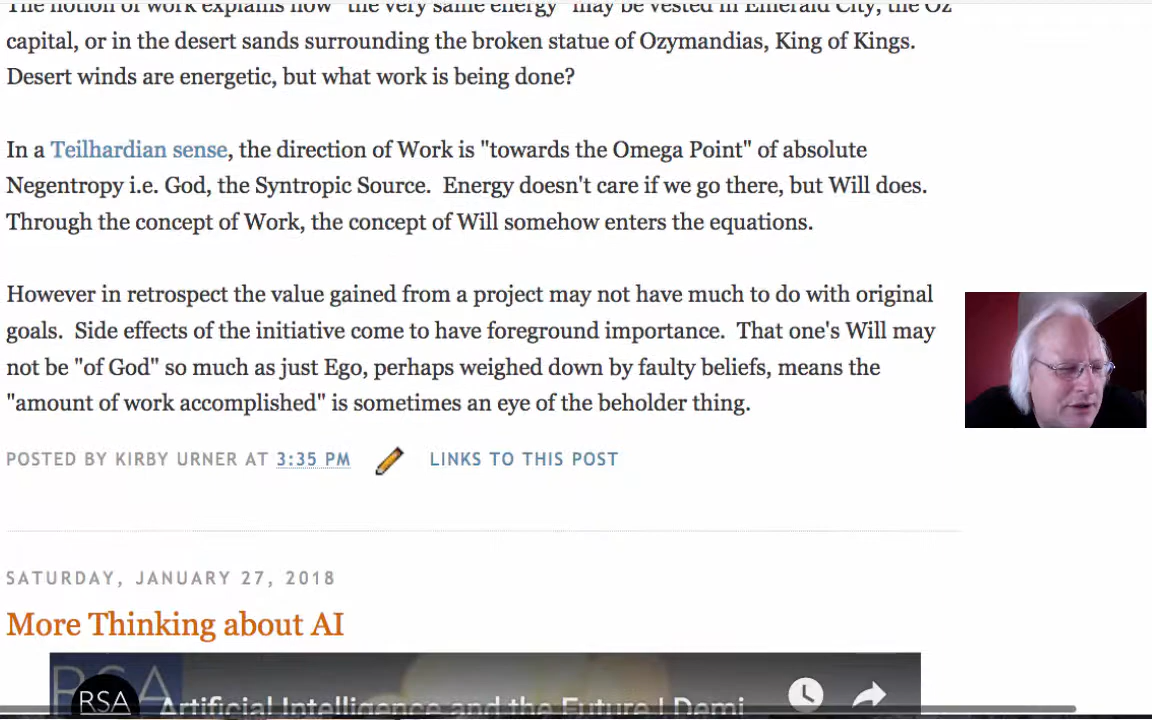 The notion of work explains how "the very same energy" may be vested in Emerald City, the Oz
capital, or in the desert sands surrounding the broken statue of Ozymandias, King of Kings.
Desert winds are energetic, but what work is being done?
In a Teilhardian sense, the direction of Work is "towards the Omega Point" of absolute
Negentropy i.e. God, the Syntropic Source.  Energy doesn't care if we go there, but Will does.
Through the concept of Work, the concept of Will somehow enters the equations.
However in retrospect the value gained from a project may not have much to do with original
goals.  Side effects of the initiative come to have foreground importance.  That one's Will may
not be "of God" so much as just Ego, perhaps weighed down by faulty beliefs, means the
"amount of work accomplished" is sometimes an eye of the beholder thing.
POSTED BY KIRBY URNER AT 3:35 PM LINKS TO THIS POST
SATURDAY, JANUARY 27, 2018
More Thinking about AI
RSA
RSA Artificial Intelligence and the Future | Demi